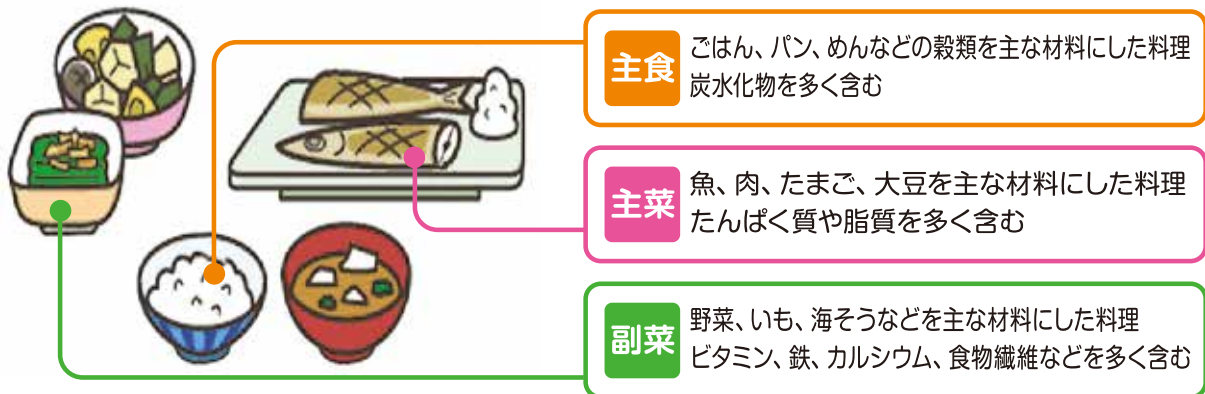 主食
ごはん、パン、めんなどの穀類を主な材料にした料理
炭水化物を多く含む
主菜
魚、肉、たまご、大豆を主な材料にした料理
たんぱく質や脂質を多く含む
副菜
野菜、いも、海そうなどを主な材料にした料理
ビタミン、鉄、カルシウム、食物繊維などを多く含む